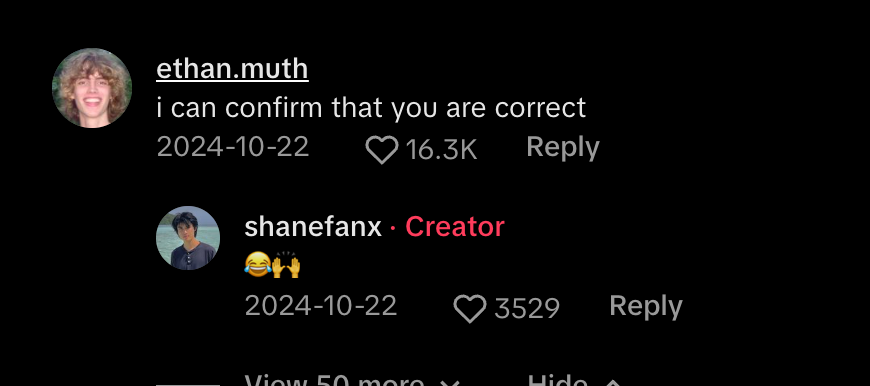 ethan.muth
i can confirm that you are correct
2024-10-22 16.3K Reply
shanefanx · Creator
😂🙌
2024-10-22 3529 Reply
View 50 more Hide